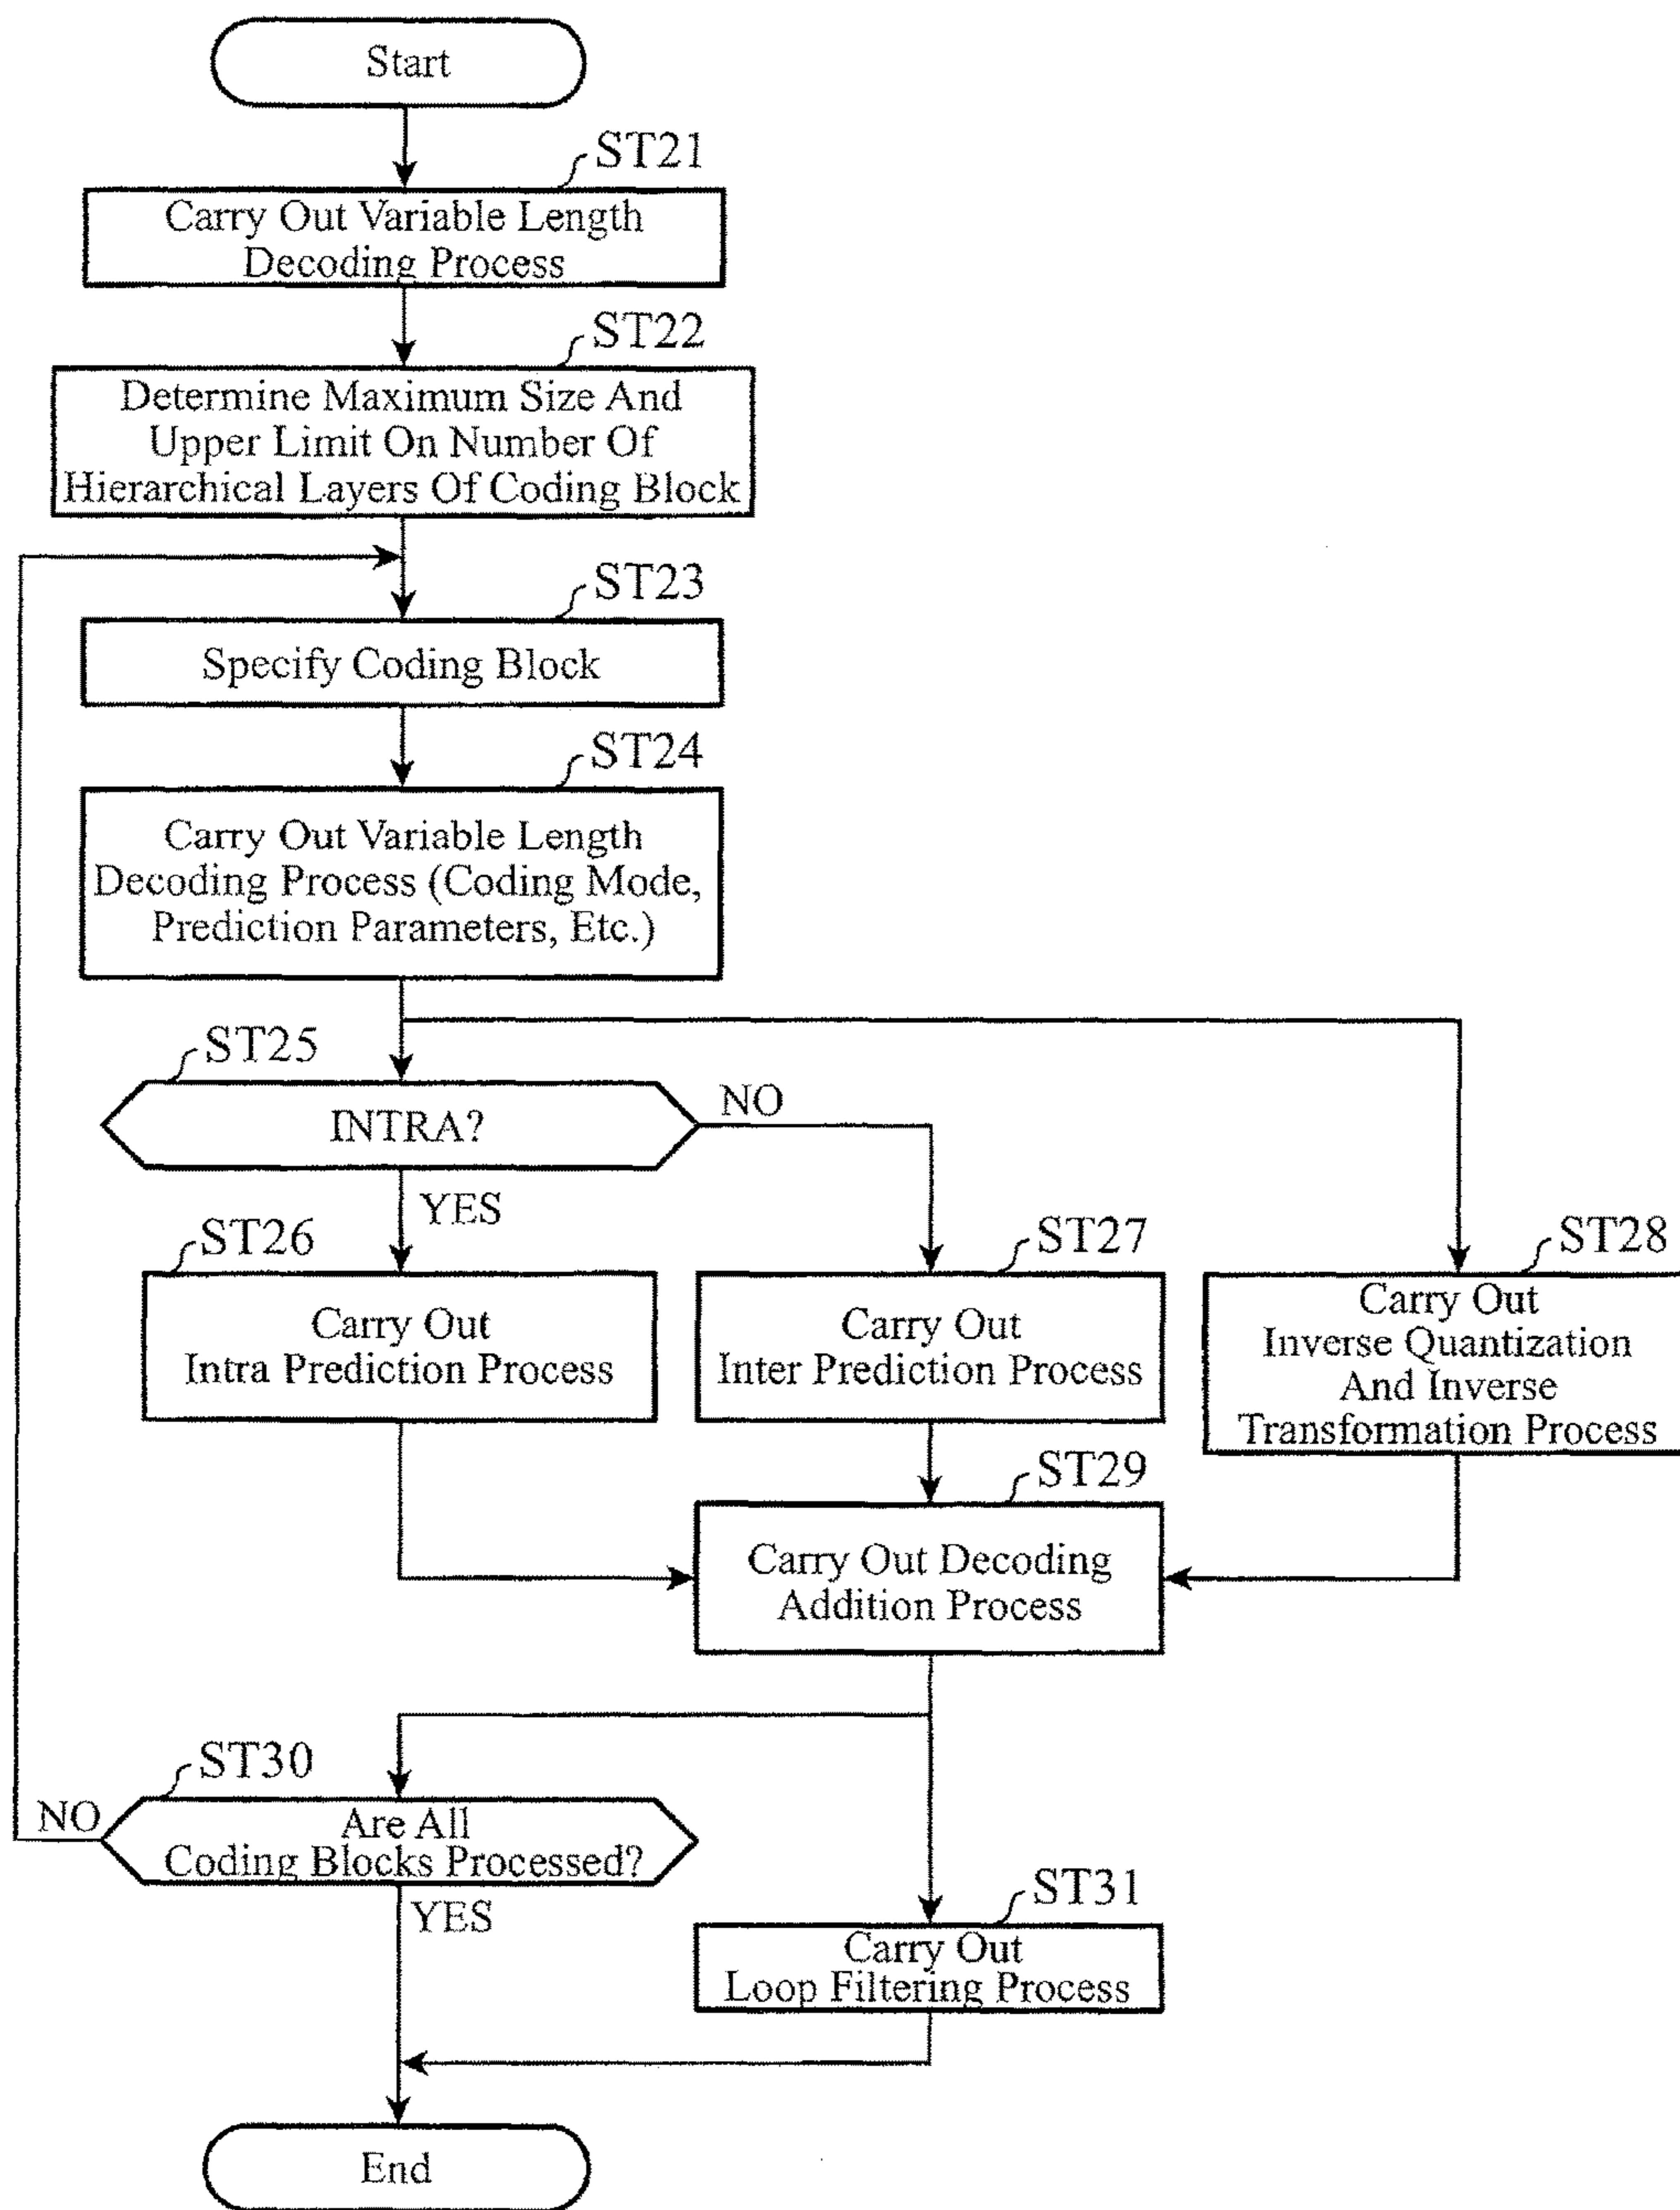 Start
ST21
Carry Out Variable Length
Decoding Process
ST22
Determine Maximum Size And
Upper Limit On Number Of
Hierarchical Layers Of Coding Block
ST23
Specify Coding Block
ST24
Carry Out Variable Length
Decoding Process (Coding Mode,
Prediction Parameters, Etc.)
ST25
INTRA?
NO
YES
ST26
Carry Out
Intra Prediction Process
ST27
Carry Out
Inter Prediction Process
ST28
Carry Out
Inverse Quantization
And Inverse
Transformation Process
ST29
Carry Out Decoding
Addition Process
ST30
NO
Are All
Coding Blocks Processed?
YES
ST31
Carry Out
Loop Filtering Process
End